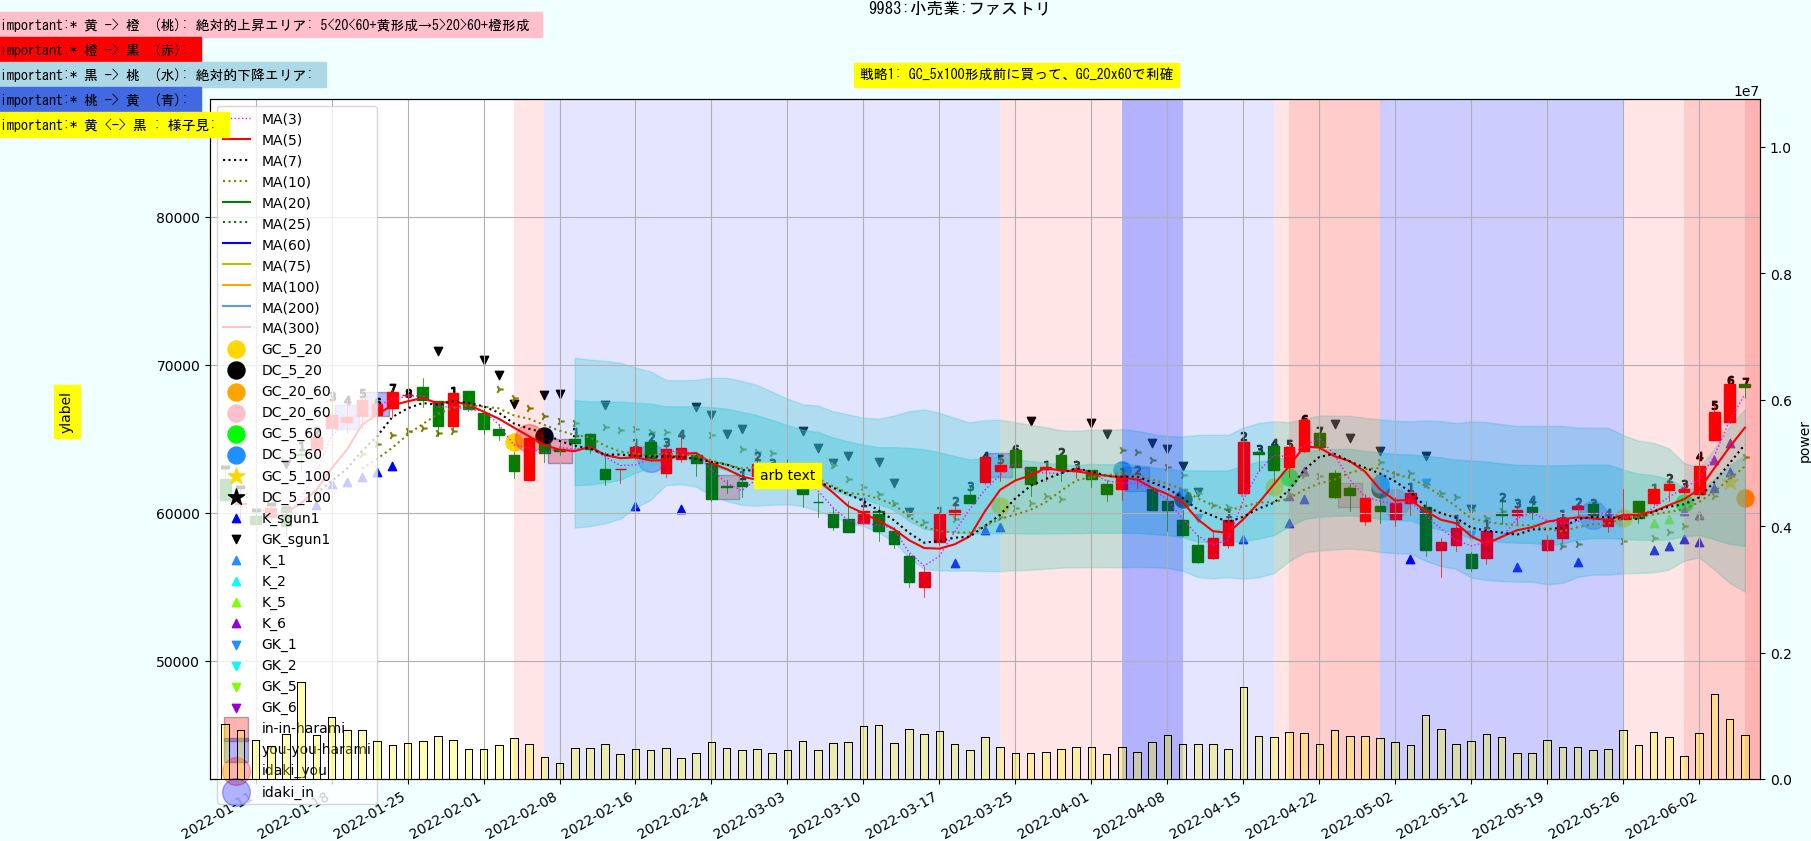 9983:小売業:ファストリ
important:* 黄 -> 橙 (桃): 絶対的上昇エリア: 5<20<60+黄形成→5>20>60+橙形成
important:* 橙 -> 黒 (赤):
important:* 黒 -> 桃 (水): 絶対的下降エリア:
戦略1: GC_5x100形成前に買って、GC_20x60で利確
important:* 桃 -> 黄 (青):
important:* 黄 <-> 黒 : 様子見:
1e7
MA(3)
MA(5)
MA(7)
MA(10)
MA(20)
MA(25)
MA(60)
MA(75)
MA(100)
MA(200)
MA(300)
GC_5_20
DC_5_20
GC_20_60
DC_20_60
GC_5_60
DC_5_60
GC_5_100
DC_5_100
K_sgun1
GK_sgun1
K_1
K_2
K_5
K_6
GK_1
GK_2
GK_5
GK_6
in-in-harami
you-you-harami
idaki_you
idaki_in
80000
70000
60000
50000
ylabel
arb text
1.0
0.8
0.6
0.4
0.2
0.0
power
2022-01-11
2022-01-18
2022-01-25
2022-02-01
2022-02-08
2022-02-16
2022-02-24
2022-03-03
2022-03-10
2022-03-17
2022-03-25
2022-04-01
2022-04-08
2022-04-15
2022-04-22
2022-05-02
2022-05-12
2022-05-19
2022-05-26
2022-06-02